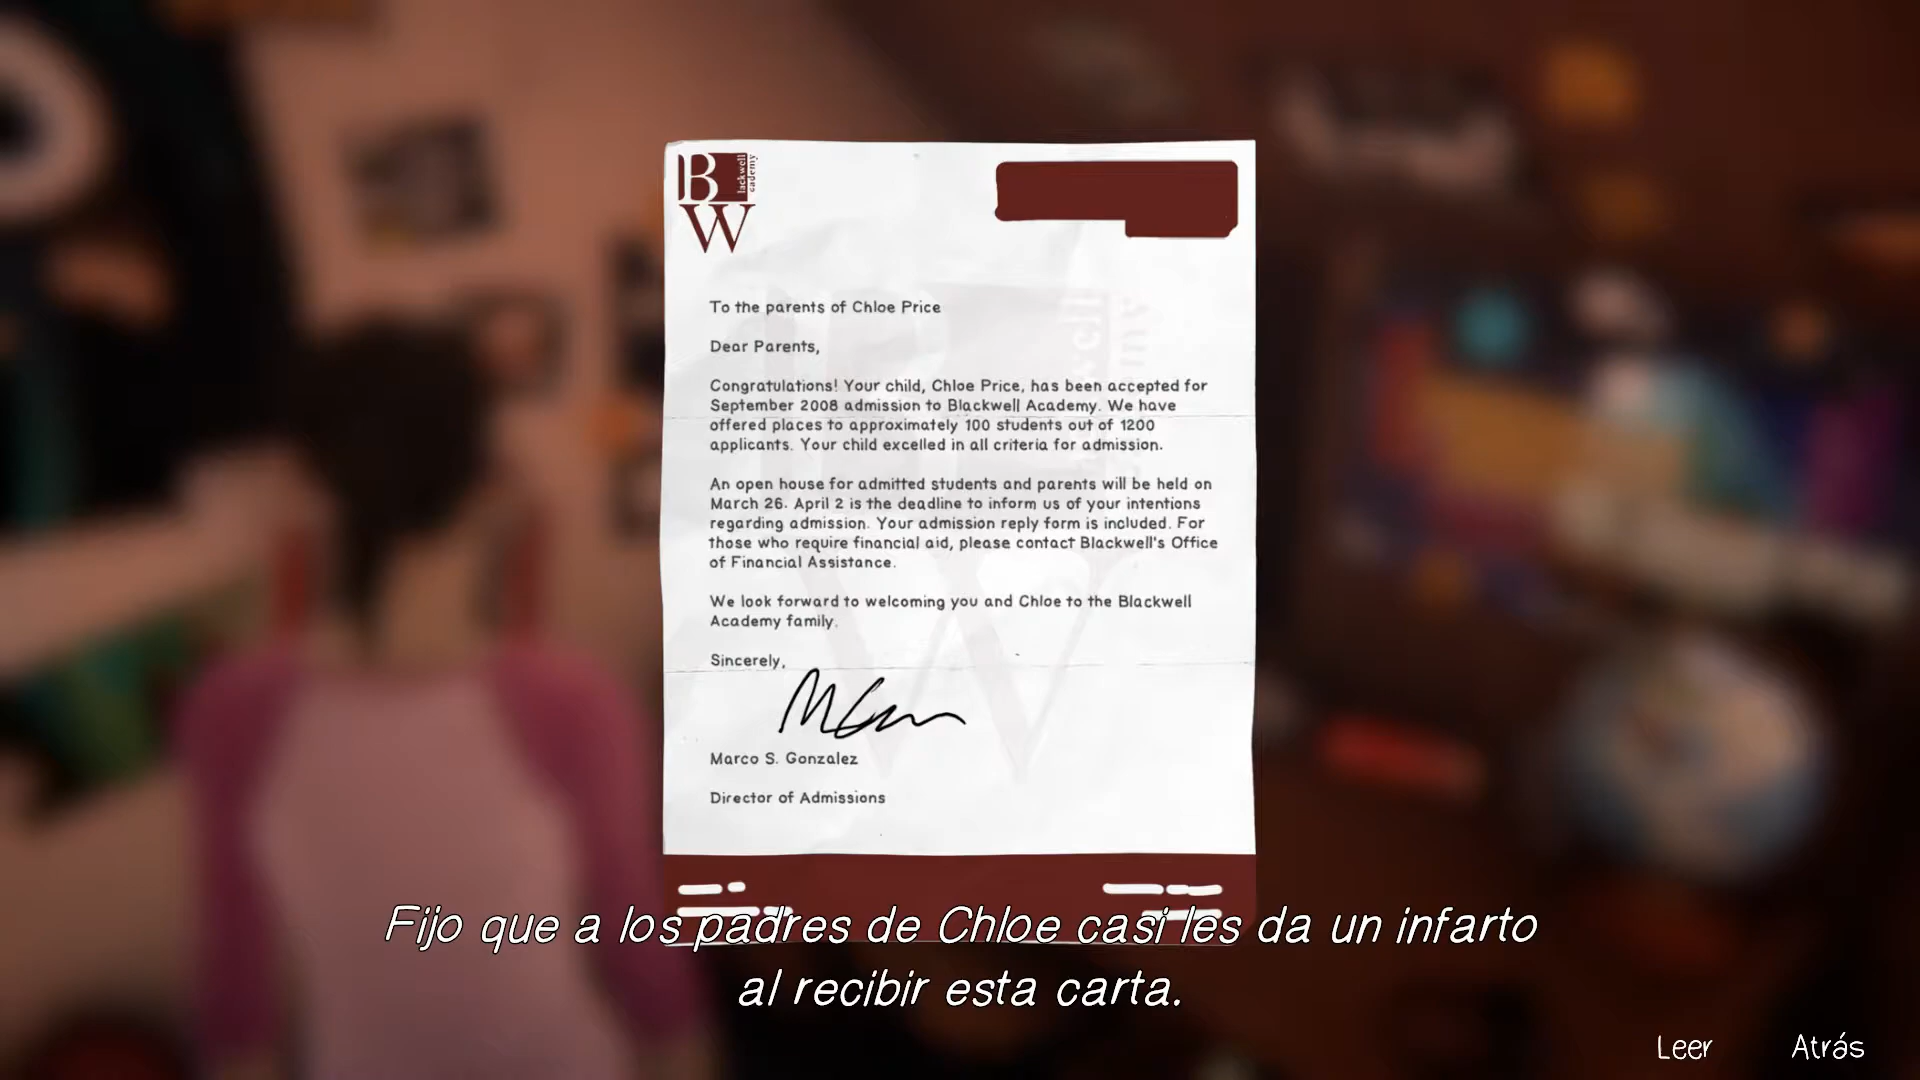 Blackwell
cademy
W
To the parents of Chloe Price
Dear Parents,
Congratulations! Your child, Chloe Price, has been accepted for
September 2008 admission to Blackwell Academy. We have
offered places to approximately 100 students out of 1200
applicants. Your child excelled in all criteria for admission.
An open house for admitted students and parents will be held on
March 26. April 2 is the deadline to inform us of your intentions
regarding admission. Your admission reply form is included. For
those who require financial aid, please contact Blackwell's Office
of Financial Assistance.
We look forward to welcoming you and Chloe to the Blackwell
Academy family.
Sincerely,
Marco S. Gonzalez
Director of Admissions
Fijo que a los padres de Chloe casi les da un infarto
al recibir esta carta.
Leer Atrás